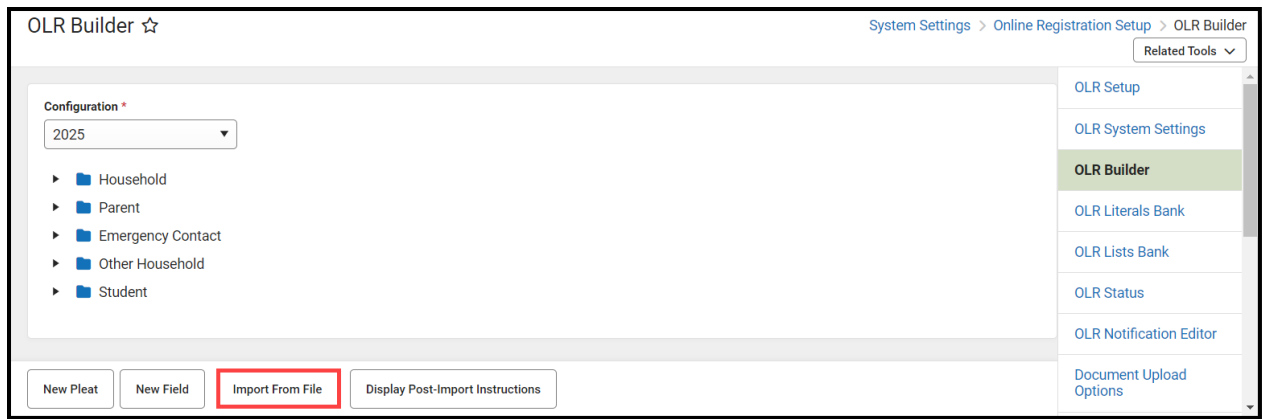 OLR Builder
System Settings > Online Registration Setup > OLR Builder
Related Tools
Configuration *
2025
Household
Parent
Emergency Contact
Other Household
Student
New Pleat
New Field
Import From File
Display Post-Import Instructions
OLR Setup
OLR System Settings
OLR Builder
OLR Literals Bank
OLR Lists Bank
OLR Status
OLR Notification Editor
Document Upload
Options